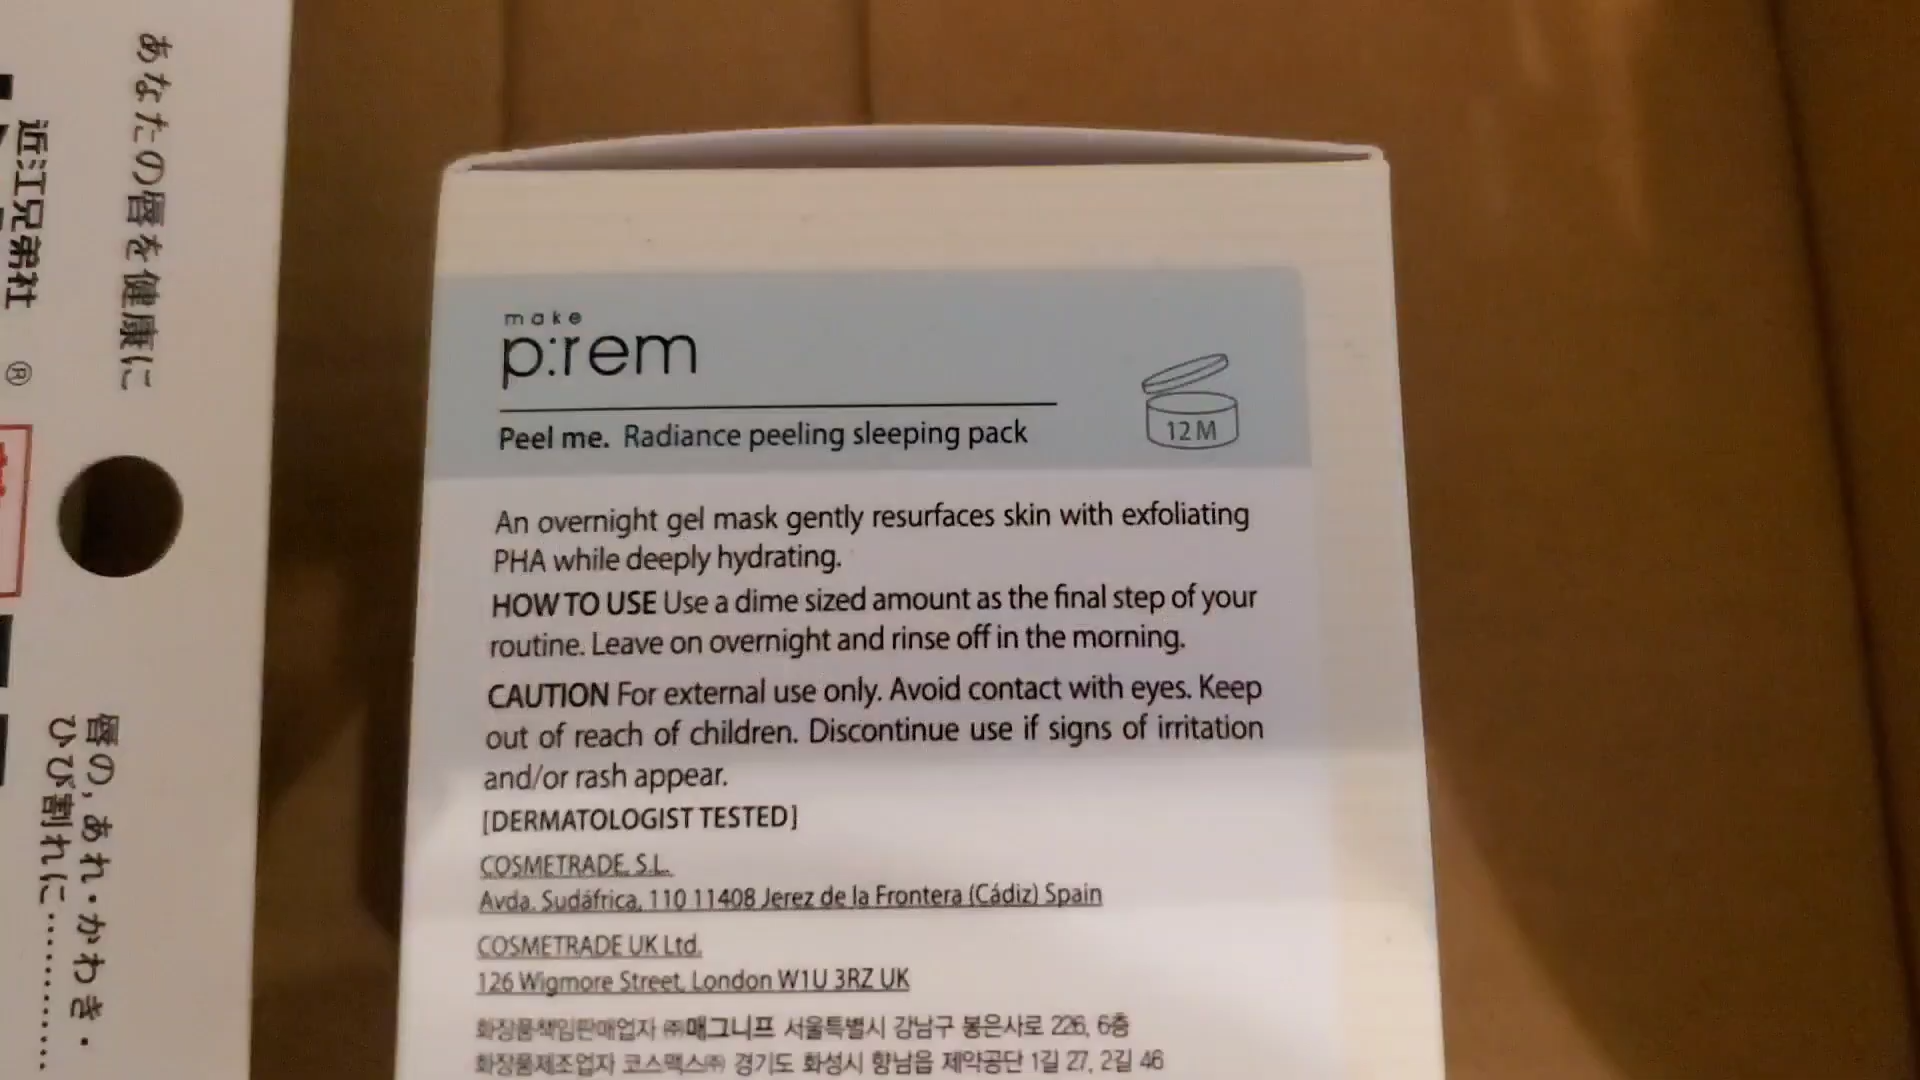 あなたの唇を健康に
近江兄弟社 ®
唇の, あれ・かわき・
ひび割れに
make
p:rem
Peel me. Radiance peeling sleeping pack
12M
An overnight gel mask gently resurfaces skin with exfoliating
PHA while deeply hydrating.
HOW TO USE Use a dime sized amount as the final step of your
routine. Leave on overnight and rinse off in the morning.
CAUTION For external use only. Avoid contact with eyes. Keep
out of reach of children. Discontinue use if signs of irritation
and/or rash appear.
[DERMATOLOGIST TESTED]
COSMETRADE, S.L.
Avda. Sudáfrica, 110 11408 Jerez de la Frontera (Cádiz) Spain
COSMETRADE UK Ltd.
126 Wigmore Street, London W1U 3RZ UK
화장품책임판매업자 ㈜매그니프 서울특별시 강남구 봉은사로 226, 6층
화장품제조업자 코스맥스㈜ 경기도 화성시 향남읍 제약공단 1길 27, 2길 46